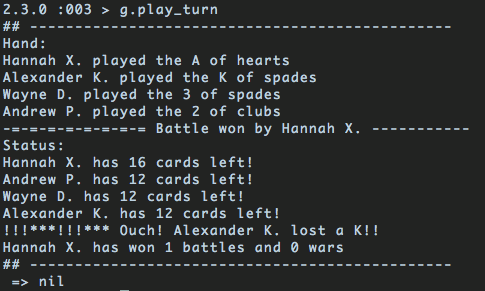 2.3.0 :003 > g.play_turn
## -----------------------------------------------
Hand:
Hannah X. played the A of hearts
Alexander K. played the K of spades
Wayne D. played the 3 of spades
Andrew P. played the 2 of clubs
-=-=-=-=-=-=-= Battle won by Hannah X. -----------
Status:
Hannah X. has 16 cards left!
Andrew P. has 12 cards left!
Wayne D. has 12 cards left!
Alexander K. has 12 cards left!
!!!***!!!*** Ouch! Alexander K. lost a K!!
Hannah X. has won 1 battles and 0 wars
## -----------------------------------------------
=> nil